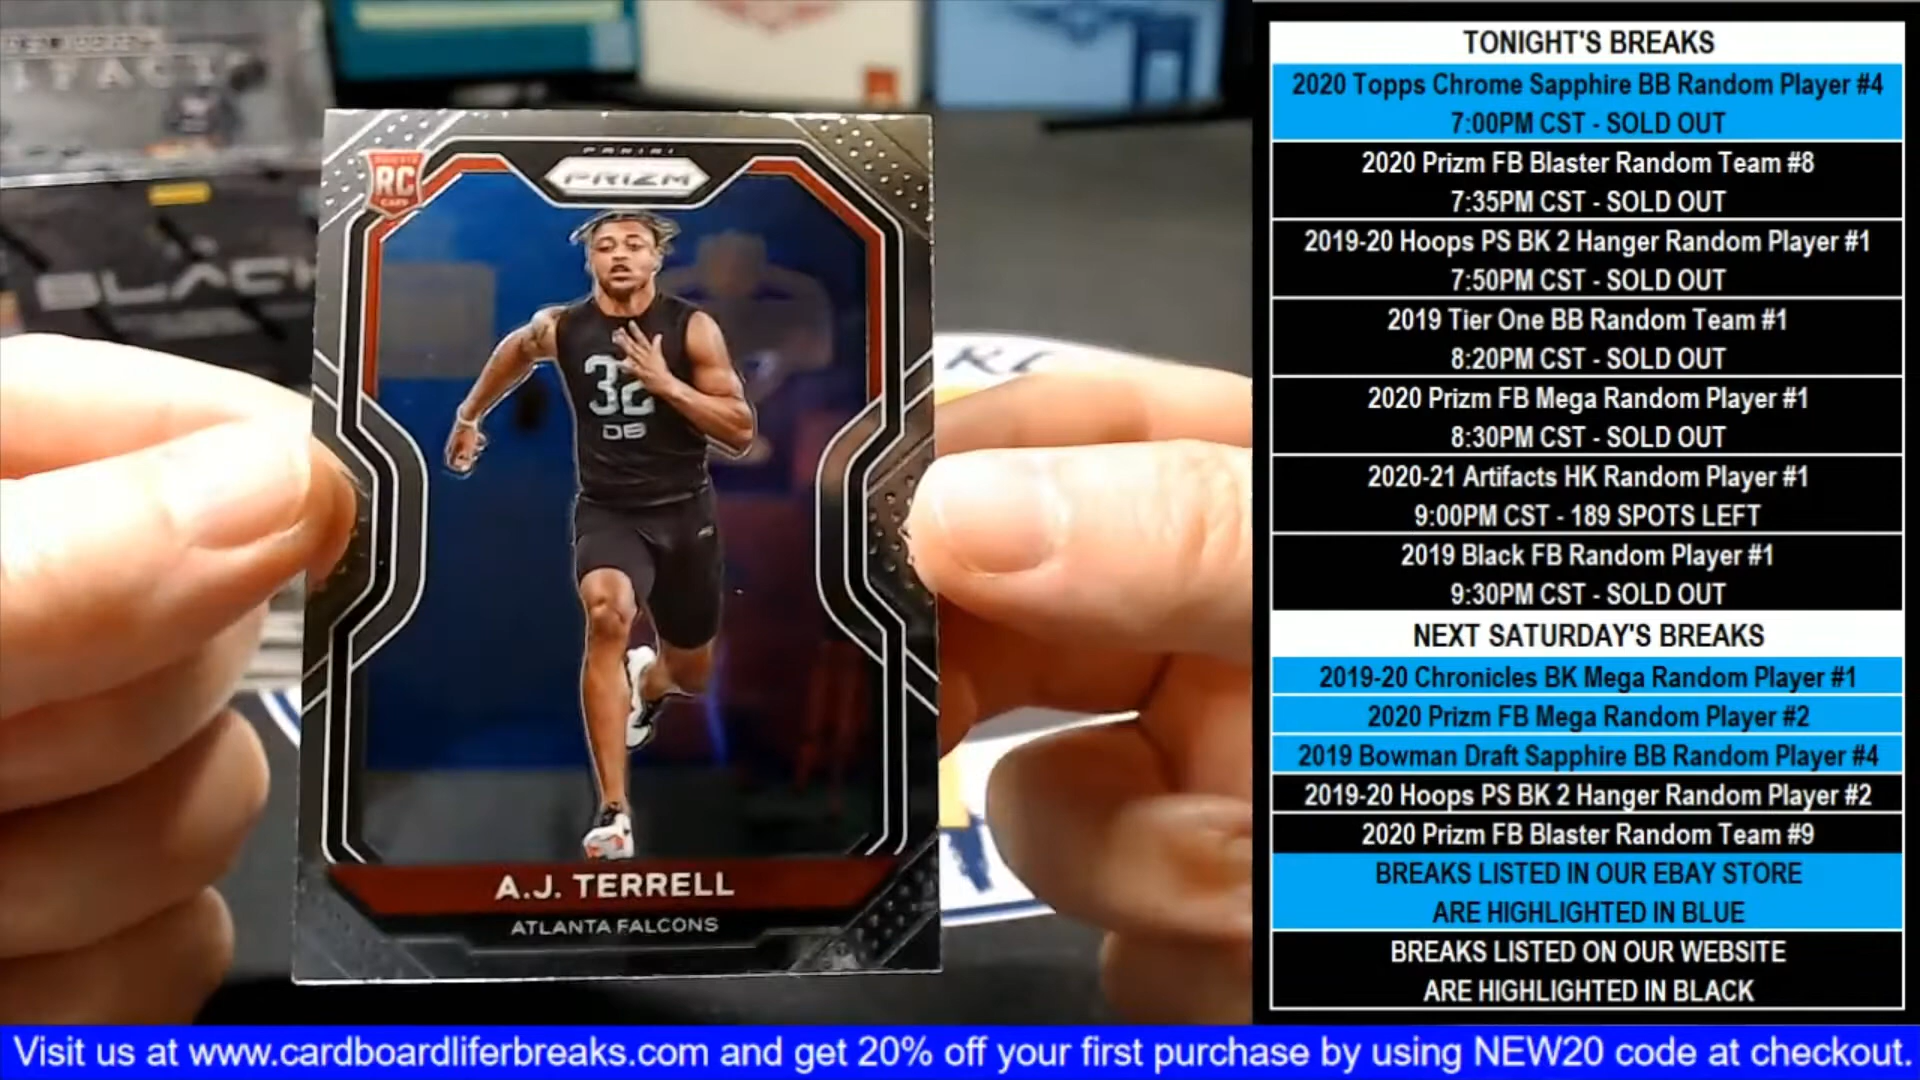 BLACK
PANINI
PRIZM
RC
32
DB
A.J. TERRELL
ATLANTA FALCONS
TONIGHT'S BREAKS
2020 Topps Chrome Sapphire BB Random Player #4
7:00PM CST - SOLD OUT
2020 Prizm FB Blaster Random Team #8
7:35PM CST - SOLD OUT
2019-20 Hoops PS BK 2 Hanger Random Player #1
7:50PM CST - SOLD OUT
2019 Tier One BB Random Team #1
8:20PM CST - SOLD OUT
2020 Prizm FB Mega Random Player #1
8:30PM CST - SOLD OUT
2020-21 Artifacts HK Random Player #1
9:00PM CST - 189 SPOTS LEFT
2019 Black FB Random Player #1
9:30PM CST - SOLD OUT
NEXT SATURDAY'S BREAKS
2019-20 Chronicles BK Mega Random Player #1
2020 Prizm FB Mega Random Player #2
2019 Bowman Draft Sapphire BB Random Player #4
2019-20 Hoops PS BK 2 Hanger Random Player #2
2020 Prizm FB Blaster Random Team #9
BREAKS LISTED IN OUR EBAY STORE
ARE HIGHLIGHTED IN BLUE
BREAKS LISTED ON OUR WEBSITE
ARE HIGHLIGHTED IN BLACK
Visit us at www.cardboardliferbreaks.com and get 20% off your first purchase by using NEW20 code at checkout.